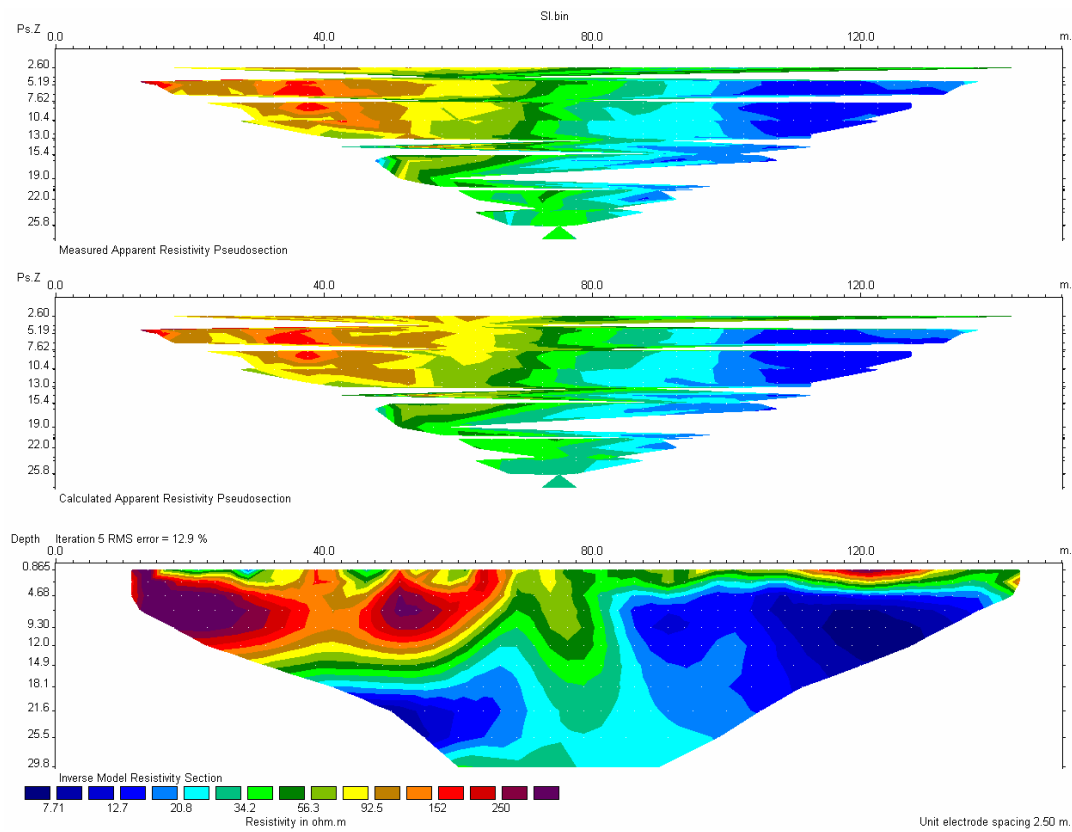 SI.bin
Ps.Z 0.0 40.0 80.0 120.0 m.
2.60
5.19
7.62
10.4
13.0
15.4
19.0
22.0
25.8
Measured Apparent Resistivity Pseudosection
Ps.Z 0.0 40.0 80.0 120.0 m.
2.60
5.19
7.62
10.4
13.0
15.4
19.0
22.0
25.8
Calculated Apparent Resistivity Pseudosection
Depth Iteration 5 RMS error = 12.9 %
0.0 40.0 80.0 120.0 m.
0.865
4.68
9.30
12.0
14.9
18.1
21.6
25.5
29.8
Inverse Model Resistivity Section
7.71 12.7 20.8 34.2 56.3 92.5 152 250
Resistivity in ohm.m Unit electrode spacing 2.50 m.